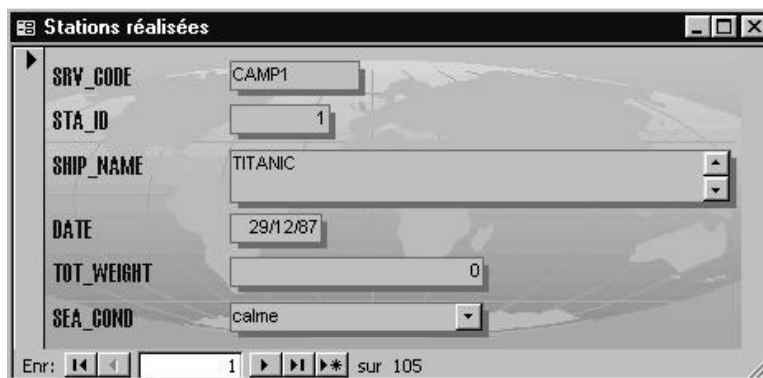 Stations réalisées
SRV_CODE CAMP1
STA_ID 1
SHIP_NAME TITANIC
DATE 29/12/87
TOT_WEIGHT 0
SEA_COND calme
Enr: 1 sur 105